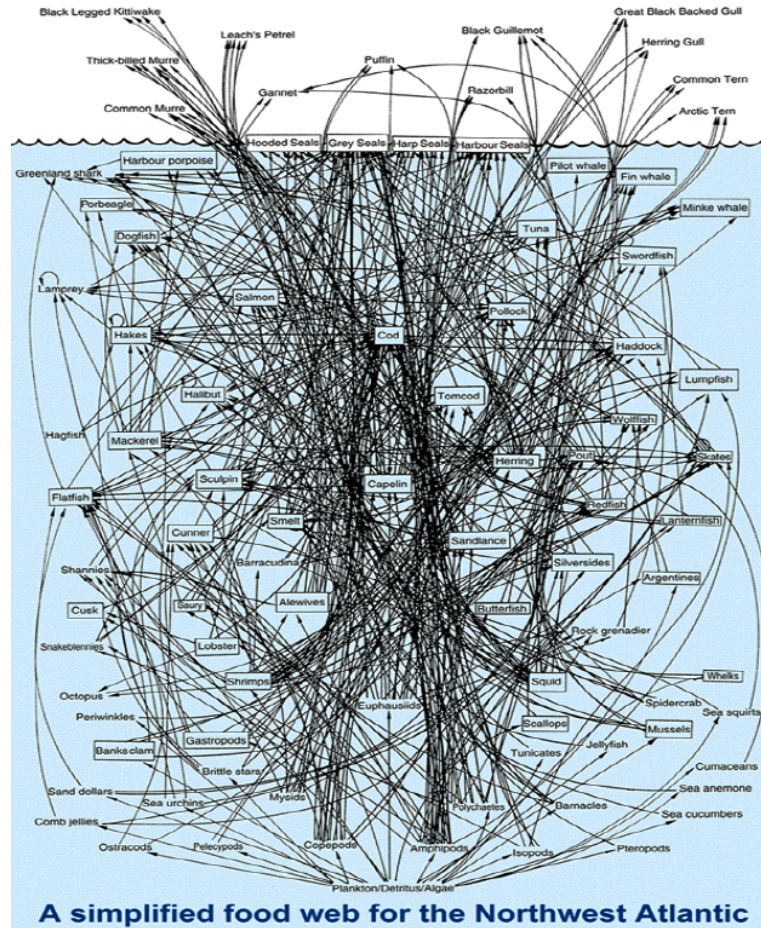 Black Legged Kittiwake
Great Black Backed Gull
Leach's Petrel
Black Guillemot
Herring Gull
Thick-billed Murre
Puffin
Gannet
Razorbill
Common Tern
Common Murre
Arctic Tern
Hooded Seals
Grey Seals
Harp Seals
Harbour Seals
Harbour porpoise
Pilot whale
Greenland shark
Fin whale
Porbeagle
Minke whale
Dogfish
Tuna
Swordfish
Lamprey
Salmon
Pollock
Hakes
Cod
Haddock
Lumpfish
Halibut
Tomcod
Wolffish
Hagfish
Mackerel
Herring
Pout
Skates
Sculpin
Capelin
Flatfish
Redfish
Smelt
Lanternfish
Cunner
Sandlance
Barracudina
Silversides
Shannies
Argentines
Cusk
Saury
Alewives
Butterfish
Rock grenadier
Snakeblennies
Lobster
Shrimps
Squid
Whelks
Octopus
Euphausiids
Spidercrab
Sea squirts
Periwinkles
Scallops
Mussels
Gastropods
Jellyfish
Banksclam
Tunicates
Brittle stars
Cumaceans
Sand dollars
Sea urchins
Mysids
Polychaetes
Barnacles
Sea anemone
Comb jellies
Sea cucumbers
Ostracods
Pelecypods
Copepods
Amphipods
Isopods
Pteropods
Plankton/Detritus/Algae
A simplified food web for the Northwest Atlantic